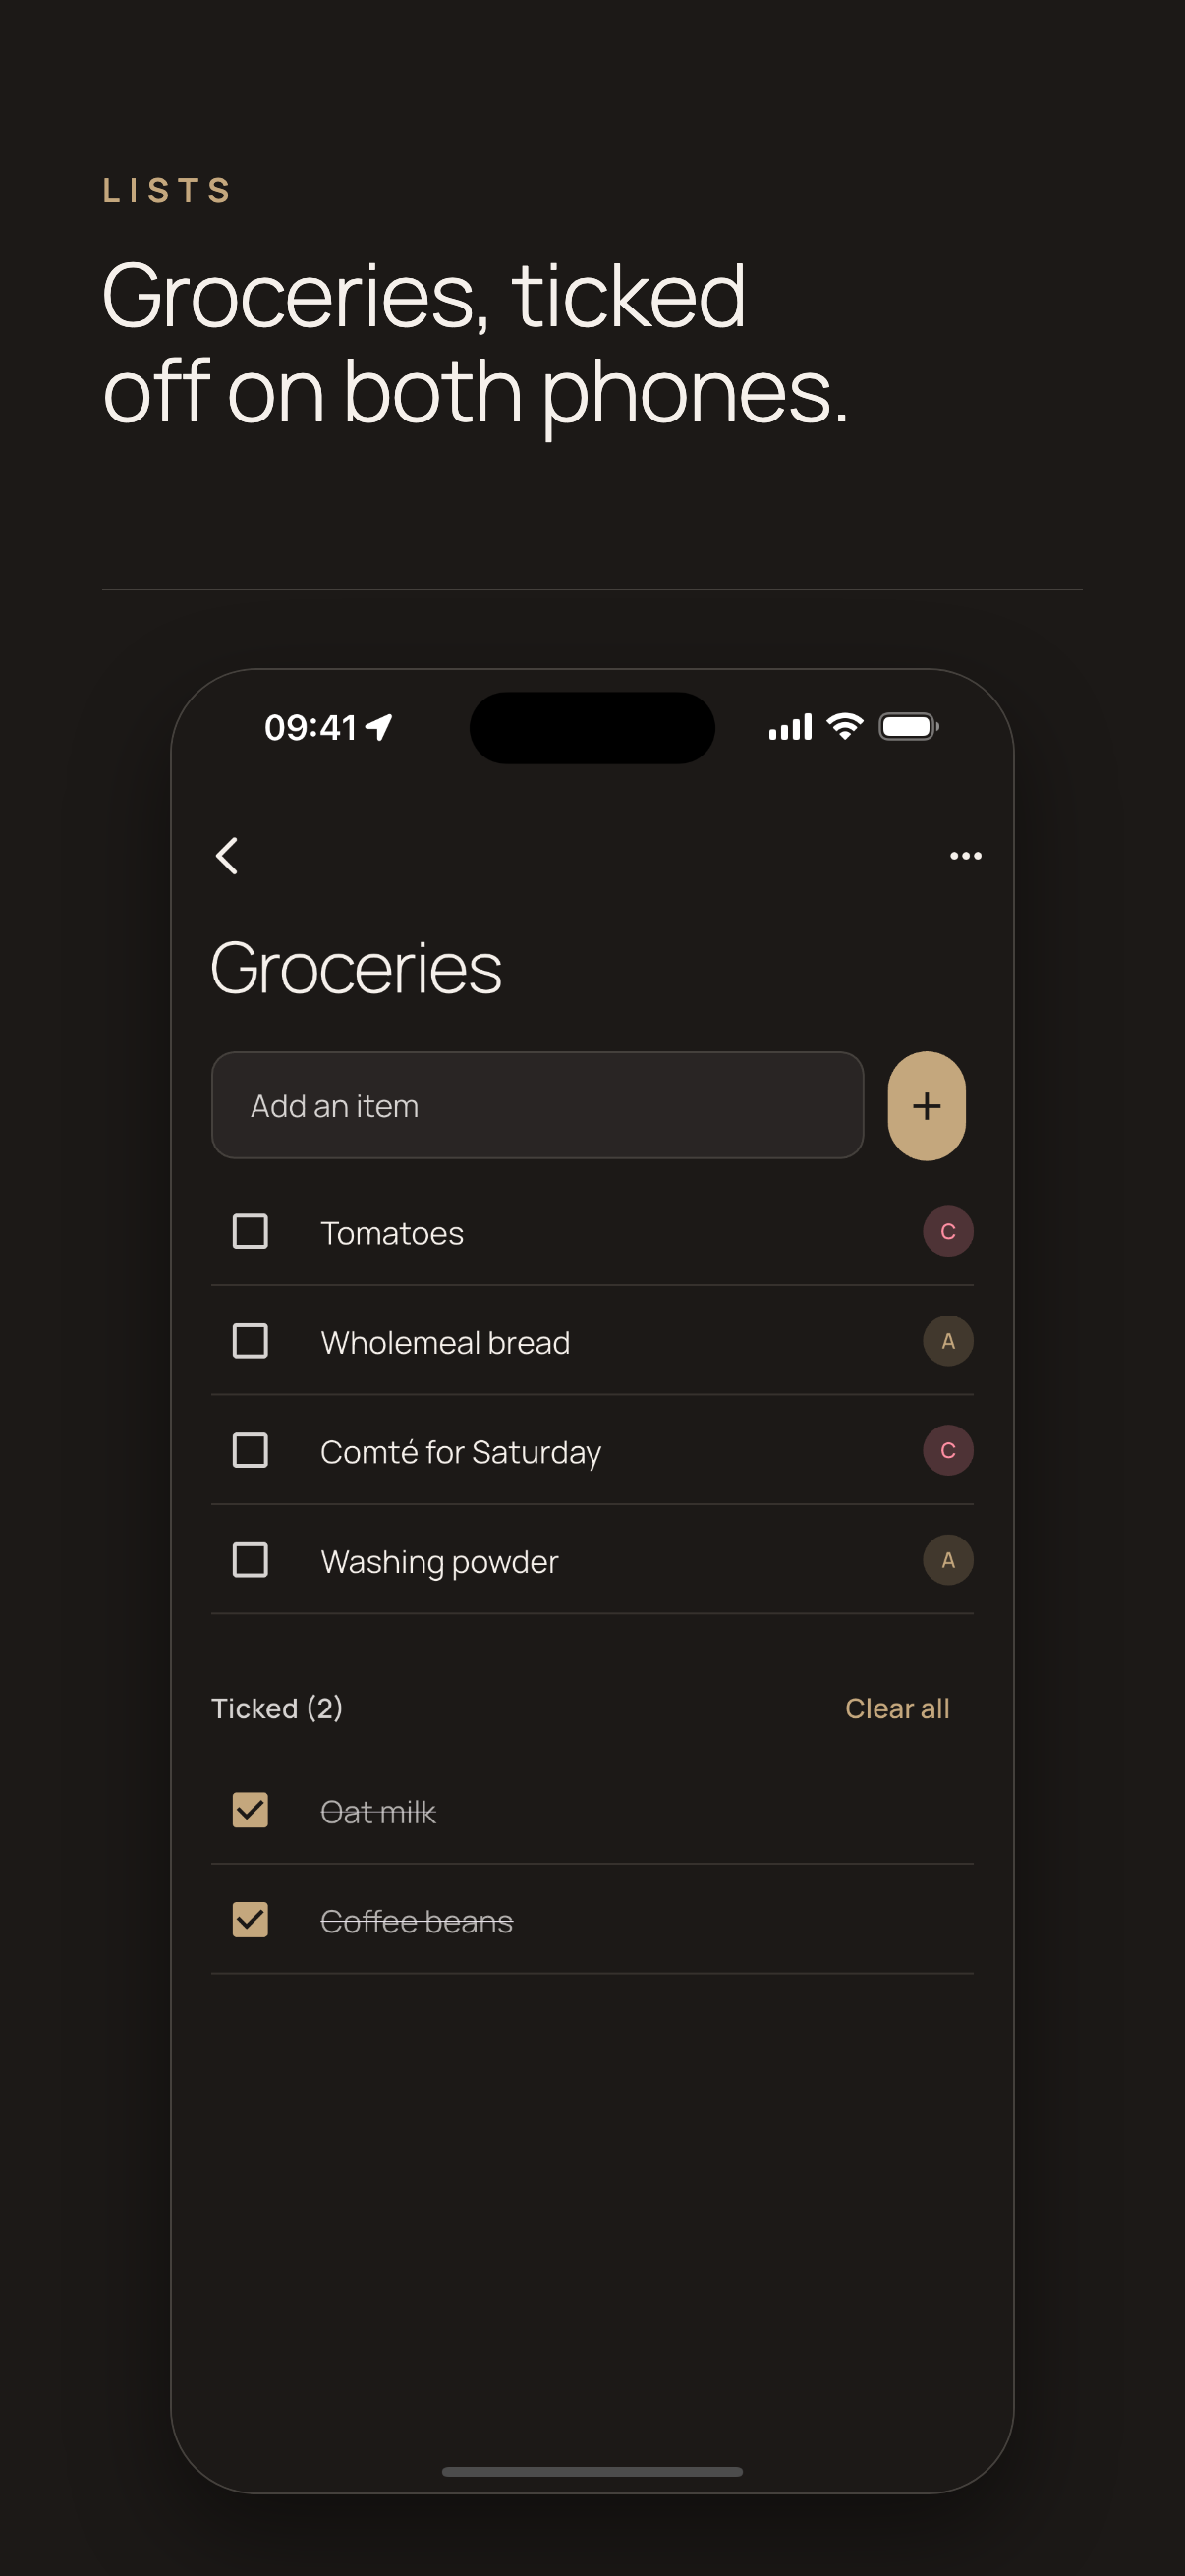 LISTS
Groceries, ticked
off on both phones.
09:41
Groceries
Add an item
Tomatoes
C
Wholemeal bread
A
Comté for Saturday
C
Washing powder
A
Ticked (2)
Clear all
Oat milk
Coffee beans